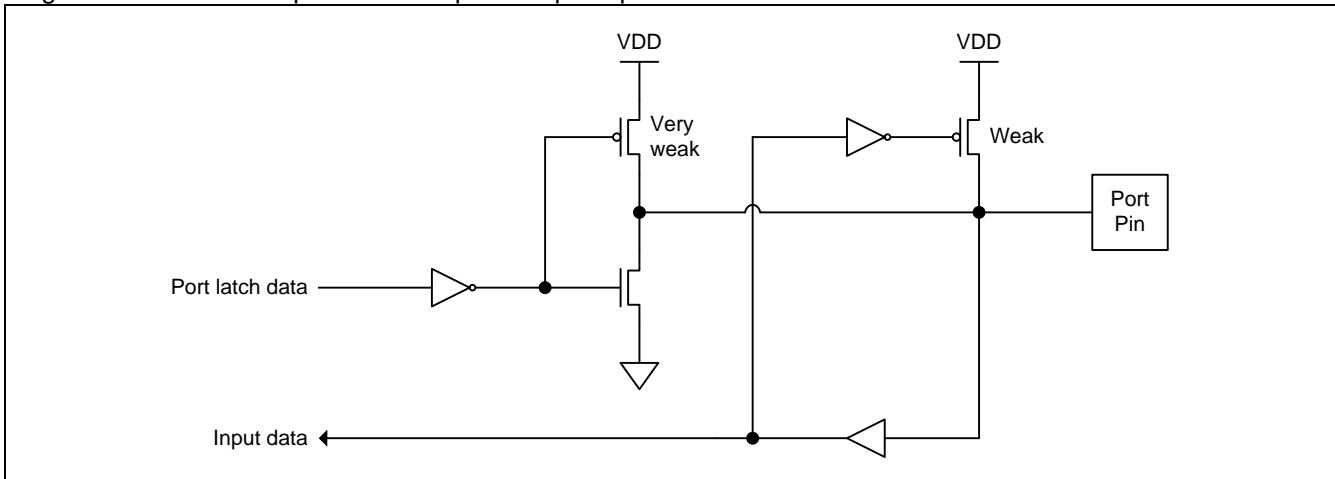 VDD
VDD
Very
weak
Weak
Port
Pin
Port latch data
Input data